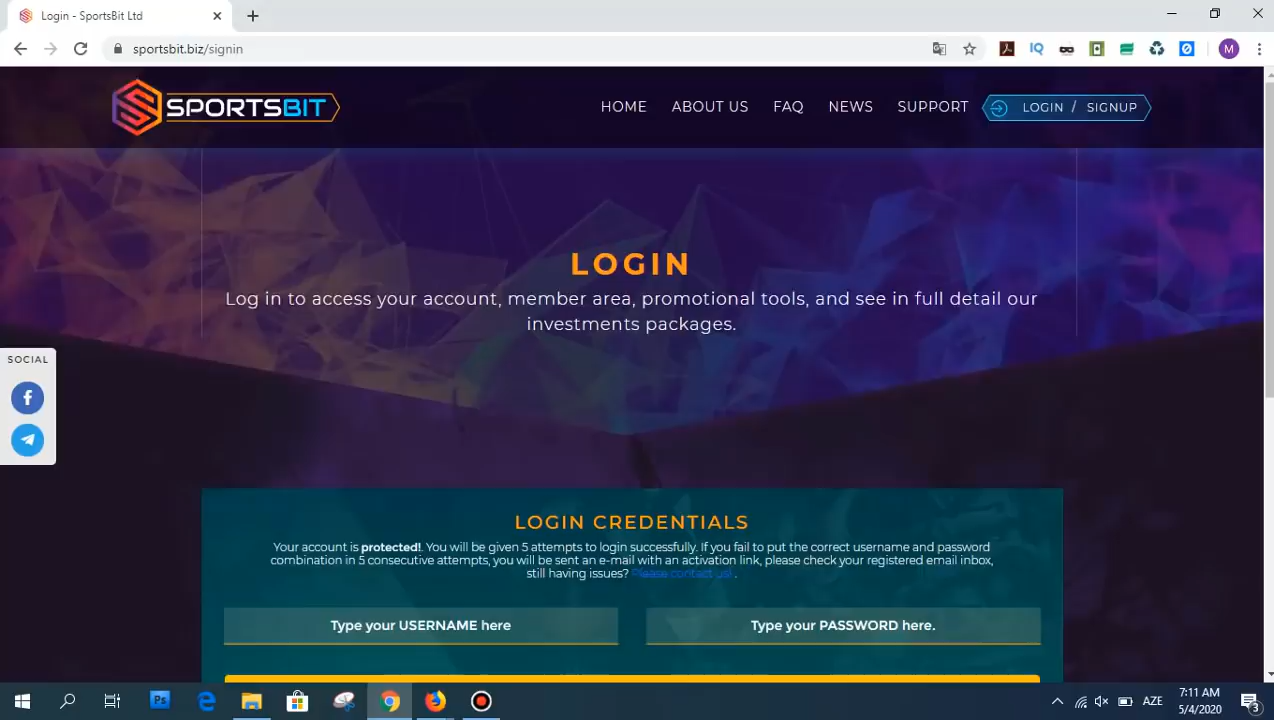 Login - SportsBit Ltd
sportsbit.biz/signin
IQ
M
SPORTSBIT
HOME
ABOUT US
FAQ
NEWS
SUPPORT
LOGIN / SIGNUP
LOGIN
Log in to access your account, member area, promotional tools, and see in full detail our
investments packages.
SOCIAL
LOGIN CREDENTIALS
Your account is protected!. You will be given 5 attempts to login successfully. If you fail to put the correct username and password
combination in 5 consecutive attempts, you will be sent an e-mail with an activation link, please check your registered email inbox,
still having issues? Please contact us! .
Type your USERNAME here
Type your PASSWORD here.
Ps
AZE
7:11 AM
5/4/2020
3